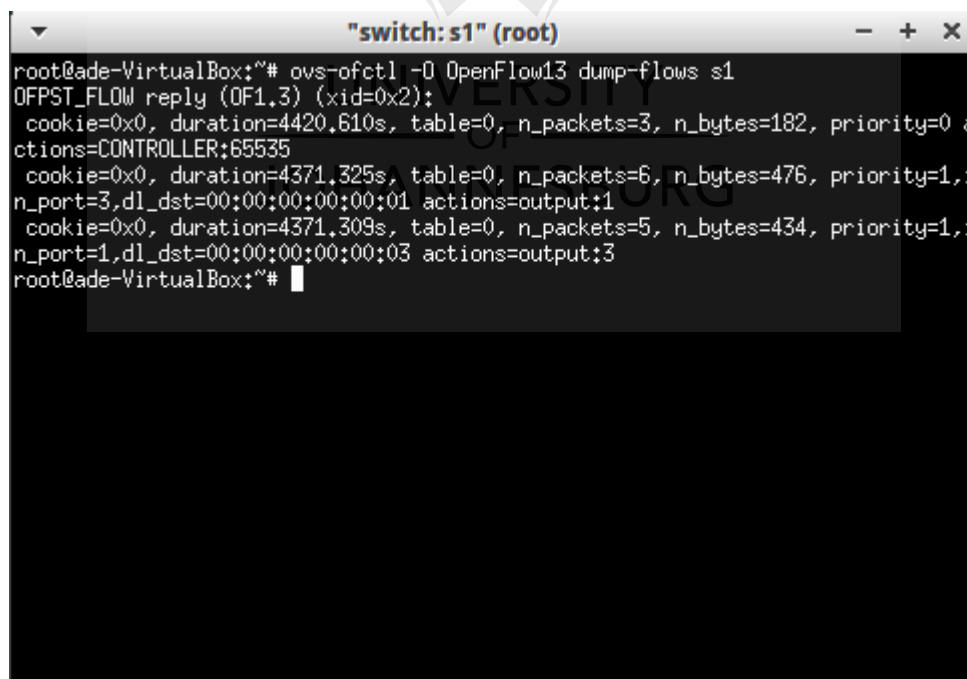 "switch: s1" (root)
root@ade-VirtualBox:~# ovs-ofctl -O OpenFlow13 dump-flows s1
OFPST_FLOW reply (OF1.3) (xid=0x2):
 cookie=0x0, duration=4420.610s, table=0, n_packets=3, n_bytes=182, priority=0 a
ctions=CONTROLLER:65535
 cookie=0x0, duration=4371.325s, table=0, n_packets=6, n_bytes=476, priority=1,i
n_port=3,dl_dst=00:00:00:00:00:01 actions=output:1
 cookie=0x0, duration=4371.309s, table=0, n_packets=5, n_bytes=434, priority=1,i
n_port=1,dl_dst=00:00:00:00:00:03 actions=output:3
root@ade-VirtualBox:~#
UNIVERSITY
OF
JOHANNESBURG